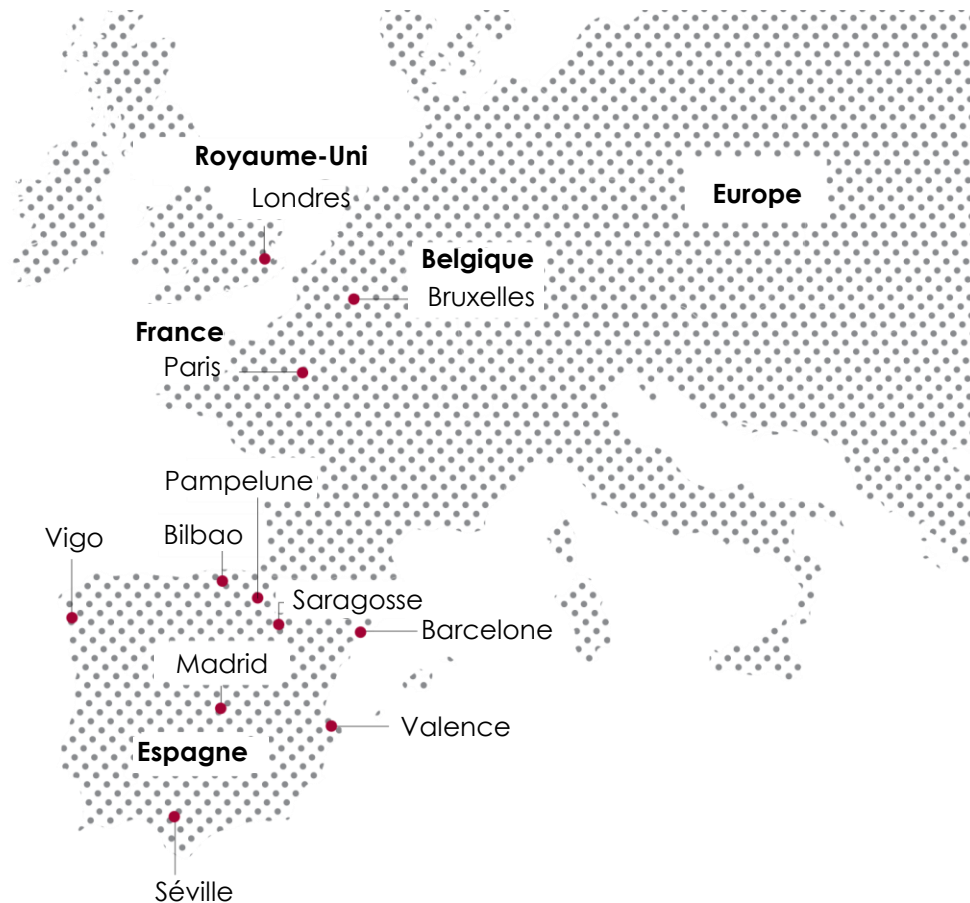 Royaume-Uni
Londres
Europe
Belgique
Bruxelles
France
Paris
Pampelune
Bilbao
Vigo
Saragosse
Barcelone
Madrid
Valence
Espagne
Séville